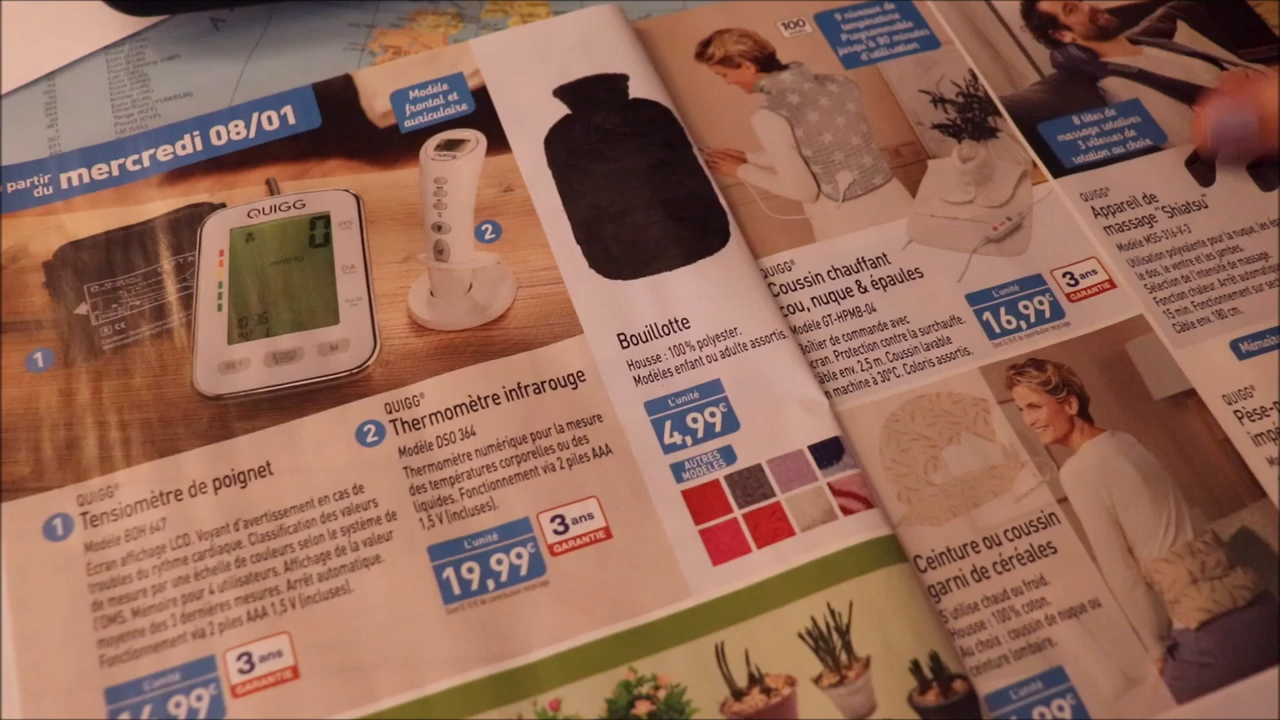 partir
du mercredi 08/01
Modèle
frontal et
auriculaire
QUIGG
0
mmHg
2
1
1
QUIGG®
Tensiomètre de poignet
Modèle BDH 647
Écran affichage LCD. Voyant d'avertissement en cas de
troubles du rythme cardiaque. Classification des valeurs
de mesure par une échelle de couleurs selon le système de
l'OMS. Mémoire pour 4 utilisateurs. Affichage de la valeur
moyenne des 3 dernières mesures. Arrêt automatique.
Fonctionnement via 2 piles AAA 1,5 V (incluses).
L'unité
3 ans
GARANTIE
2
QUIGG®
Thermomètre infrarouge
Modèle DSO 364
Thermomètre numérique pour la mesure
des températures corporelles ou des
liquides. Fonctionnement via 2 piles AAA
1,5 V (incluses).
L'unité
19,99€
3 ans
GARANTIE
Bouillotte
Housse : 100% polyester.
Modèles enfant ou adulte assortis.
L'unité
4,99€
AUTRES
MODÈLES
100
9 niveaux de
température
Programmable
jusqu'à 90 minutes
d'utilisation
QUIGG®
Coussin chauffant
cou, nuque & épaules
Modèle GT-HPMB-04
Boîtier de commande avec
écran. Protection contre la surchauffe.
env. 2,5 m. Coussin lavable
machine à 30°C. Coloris assortis.
L'unité
16,99€
3 ans
GARANTIE
Ceinture ou coussin
garni de céréales
S'utilise chaud ou froid.
Housse : 100% coton.
Au choix : coussin de nuque ou
ceinture lombaire.
L'unité
8 têtes de
massage rotatives
3 vitesses de
rotation au choix
QUIGG®
Appareil de
massage "Shiatsu"
Modèle MSS-316-V-3
Utilisation polyvalente pour la nuque, les
le dos, le ventre et les jambes.
Sélection de l'intensité de massage.
Fonction chaleur. Arrêt
15 min. Fonctionnement sur
Câble env. 180 cm.
QUIGG®